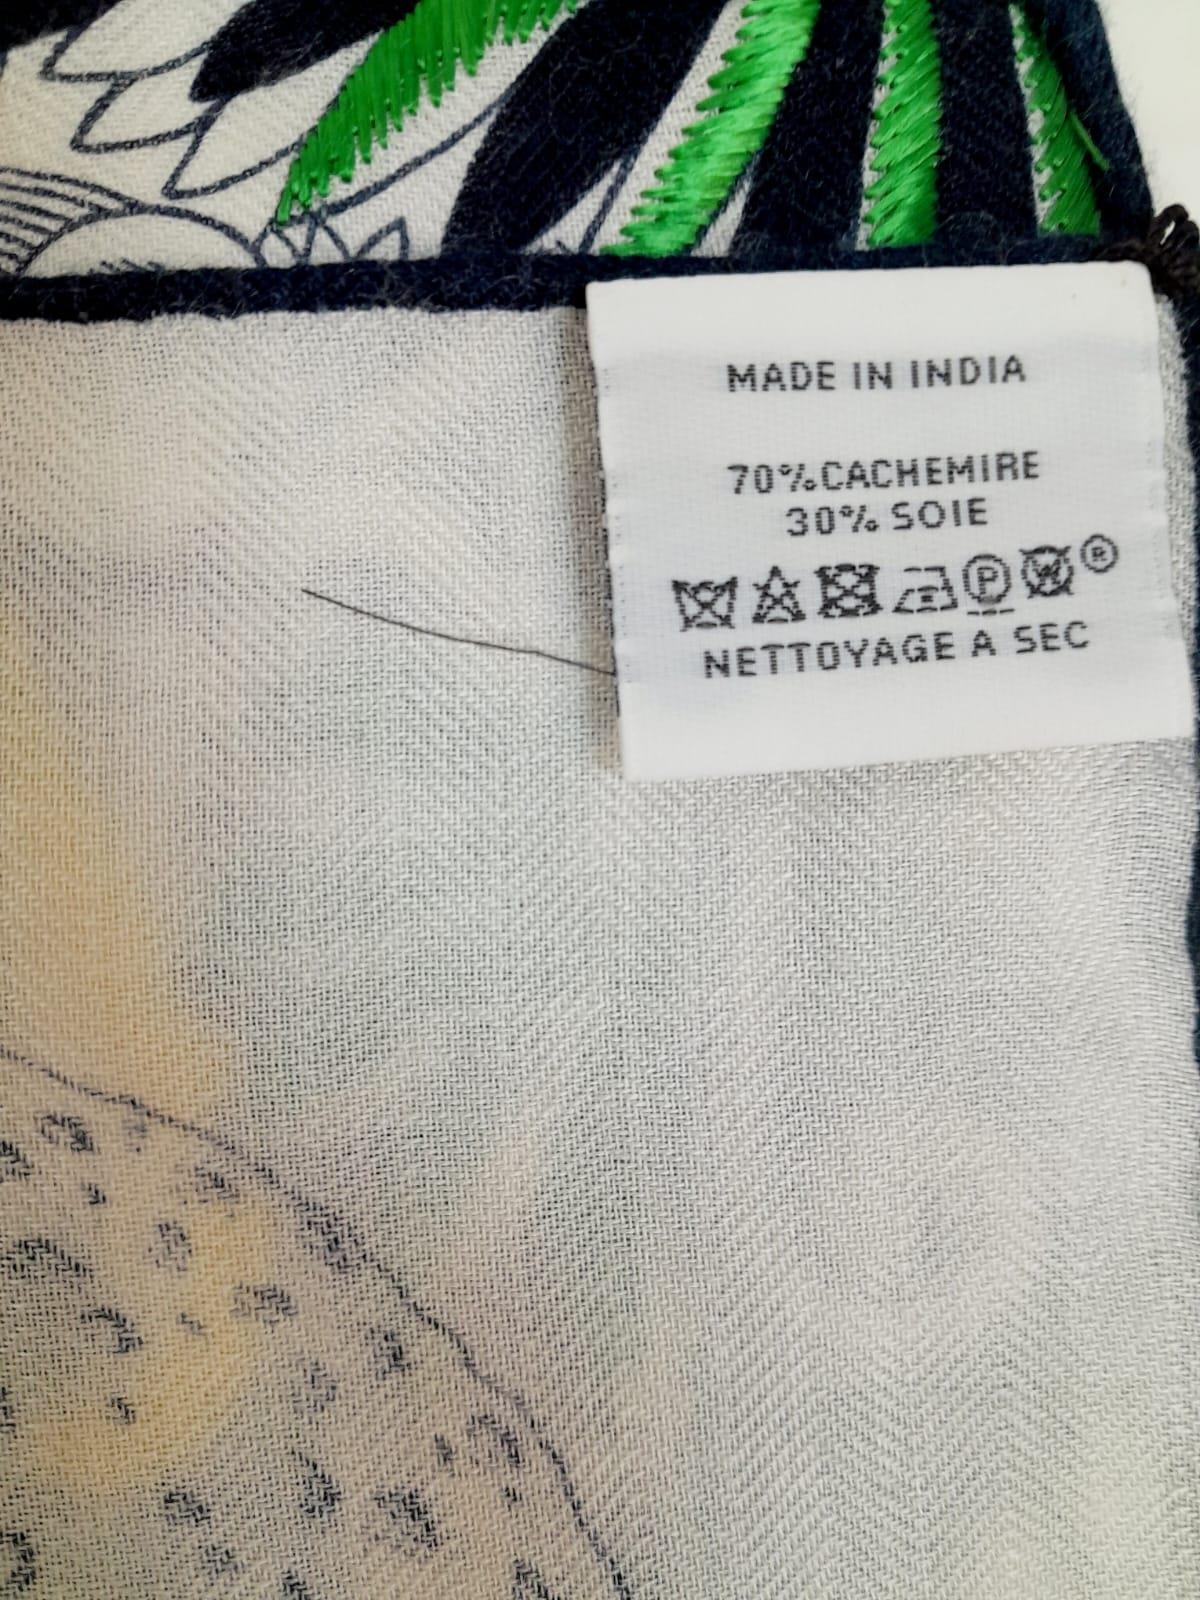 MADE IN INDIA
70% CACHEMIRE
30% SOIE
P W ®
NETTOYAGE A SEC